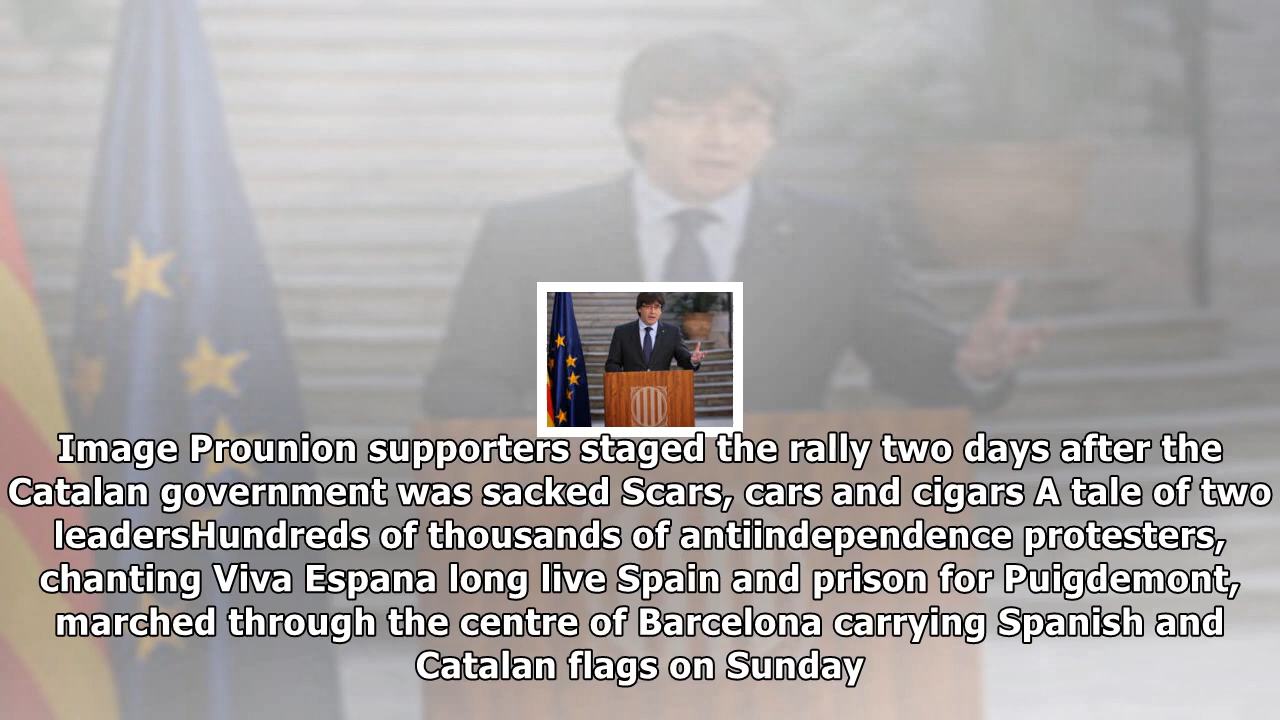 Image Prounion supporters staged the rally two days after the
Catalan government was sacked Scars, cars and cigars A tale of two
leadersHundreds of thousands of antiindependence protesters,
chanting Viva Espana long live Spain and prison for Puigdemont,
marched through the centre of Barcelona carrying Spanish and
Catalan flags on Sunday